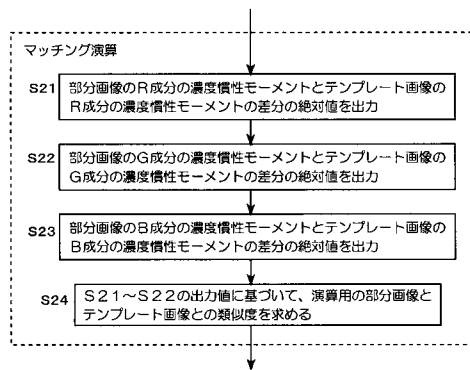 マッチング演算
S21
部分画像のR成分の濃度慣性モーメントとテンプレート画像の
R成分の濃度慣性モーメントの差分の絶対値を出力
S22
部分画像のG成分の濃度慣性モーメントとテンプレート画像の
G成分の濃度慣性モーメントの差分の絶対値を出力
S23
部分画像のB成分の濃度慣性モーメントとテンプレート画像の
B成分の濃度慣性モーメントの差分の絶対値を出力
S24
S21~S22の出力値に基づいて、演算用の部分画像と
テンプレート画像との類似度を求める